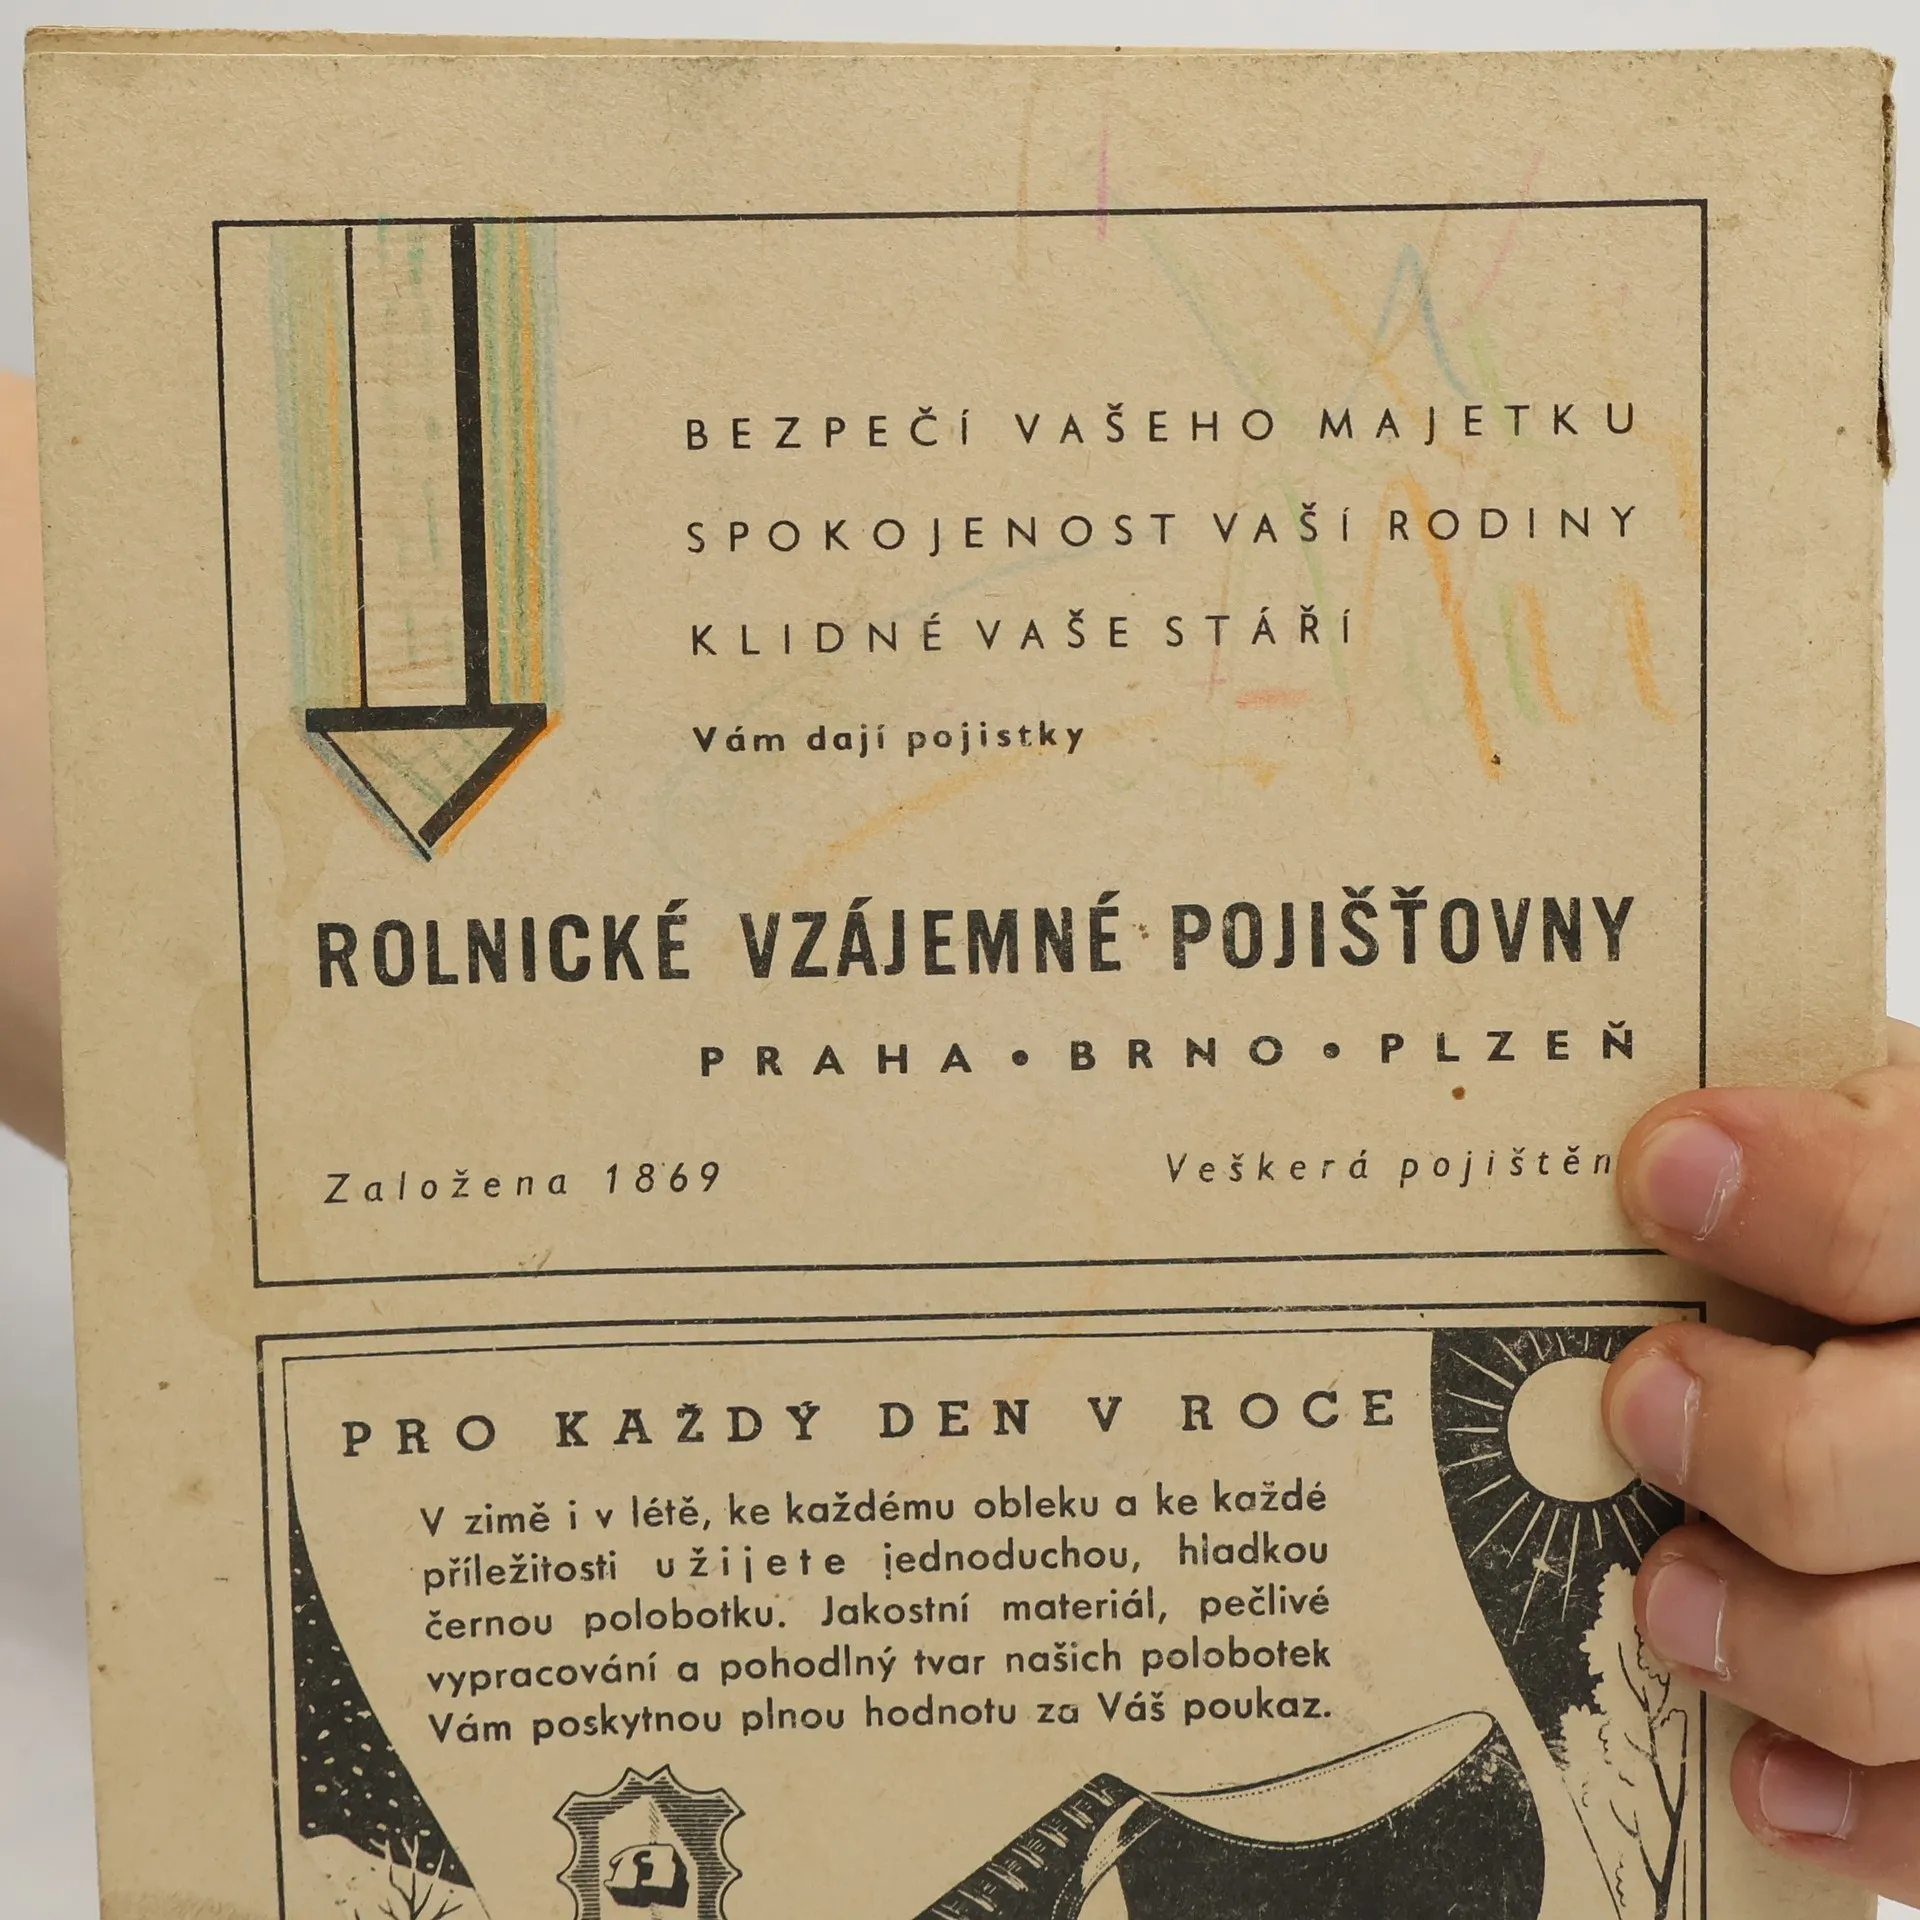 BEZPEČÍ VAŠEHO MAJETKU
SPOKOJENOST VAŠÍ RODINY
KLIDNÉ VAŠE STÁŘÍ
Vám dají pojistky
ROLNICKÉ VZÁJEMNÉ POJIŠŤOVNY
PRAHA • BRNO • PLZEŇ
Založena 1869
Veškerá
PRO KAŽDÝ DEN V ROCE
V zimě i v létě, ke každému obleku a ke každé
příležitosti užijete jednoduchou, hladkou
černou polobotku. Jakostní materiál, pečlivé
vypracování a pohodlný tvar našich polobotek
Vám poskytnou plnou hodnotu za Váš poukaz.